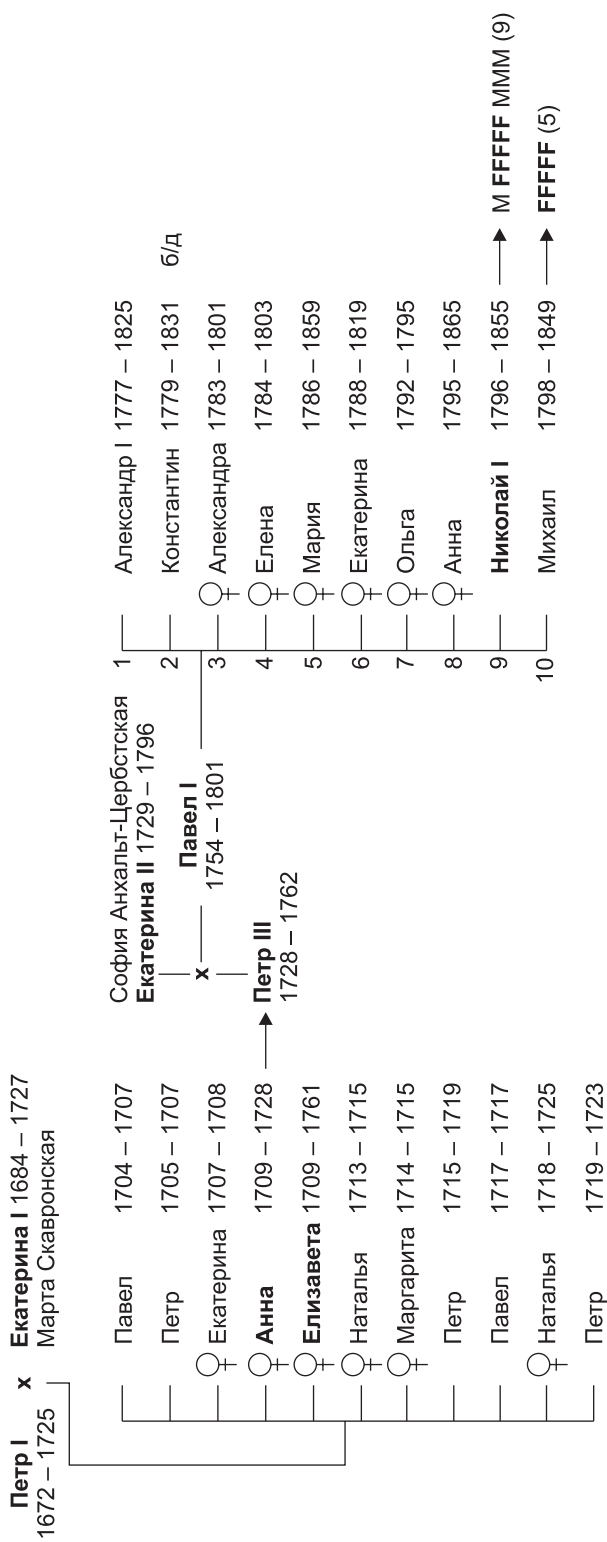 Петр I
1672 – 1725
x
Екатерина I 1684 – 1727
Марта Скавронская
Павел 1704 – 1707
Петр 1705 – 1707
Екатерина 1707 – 1708
Анна 1709 – 1728
Елизавета 1709 – 1761
Наталья 1713 – 1715
Маргарита 1714 – 1715
Петр 1715 – 1719
Павел 1717 – 1717
Наталья 1718 – 1725
Петр 1719 – 1723
София Анхальт-Цербстская
Екатерина II 1729 – 1796
x
Петр III
1728 – 1762
Павел I
1754 – 1801
1 Александр I 1777 – 1825
2 Константин 1779 – 1831 б/д
3 Александра 1783 – 1801
4 Елена 1784 – 1803
5 Мария 1786 – 1859
6 Екатерина 1788 – 1819
7 Ольга 1792 – 1795
8 Анна 1795 – 1865
9 Николай I 1796 – 1855 М FFFFF МММ (9)
10 Михаил 1798 – 1849 FFFFF (5)